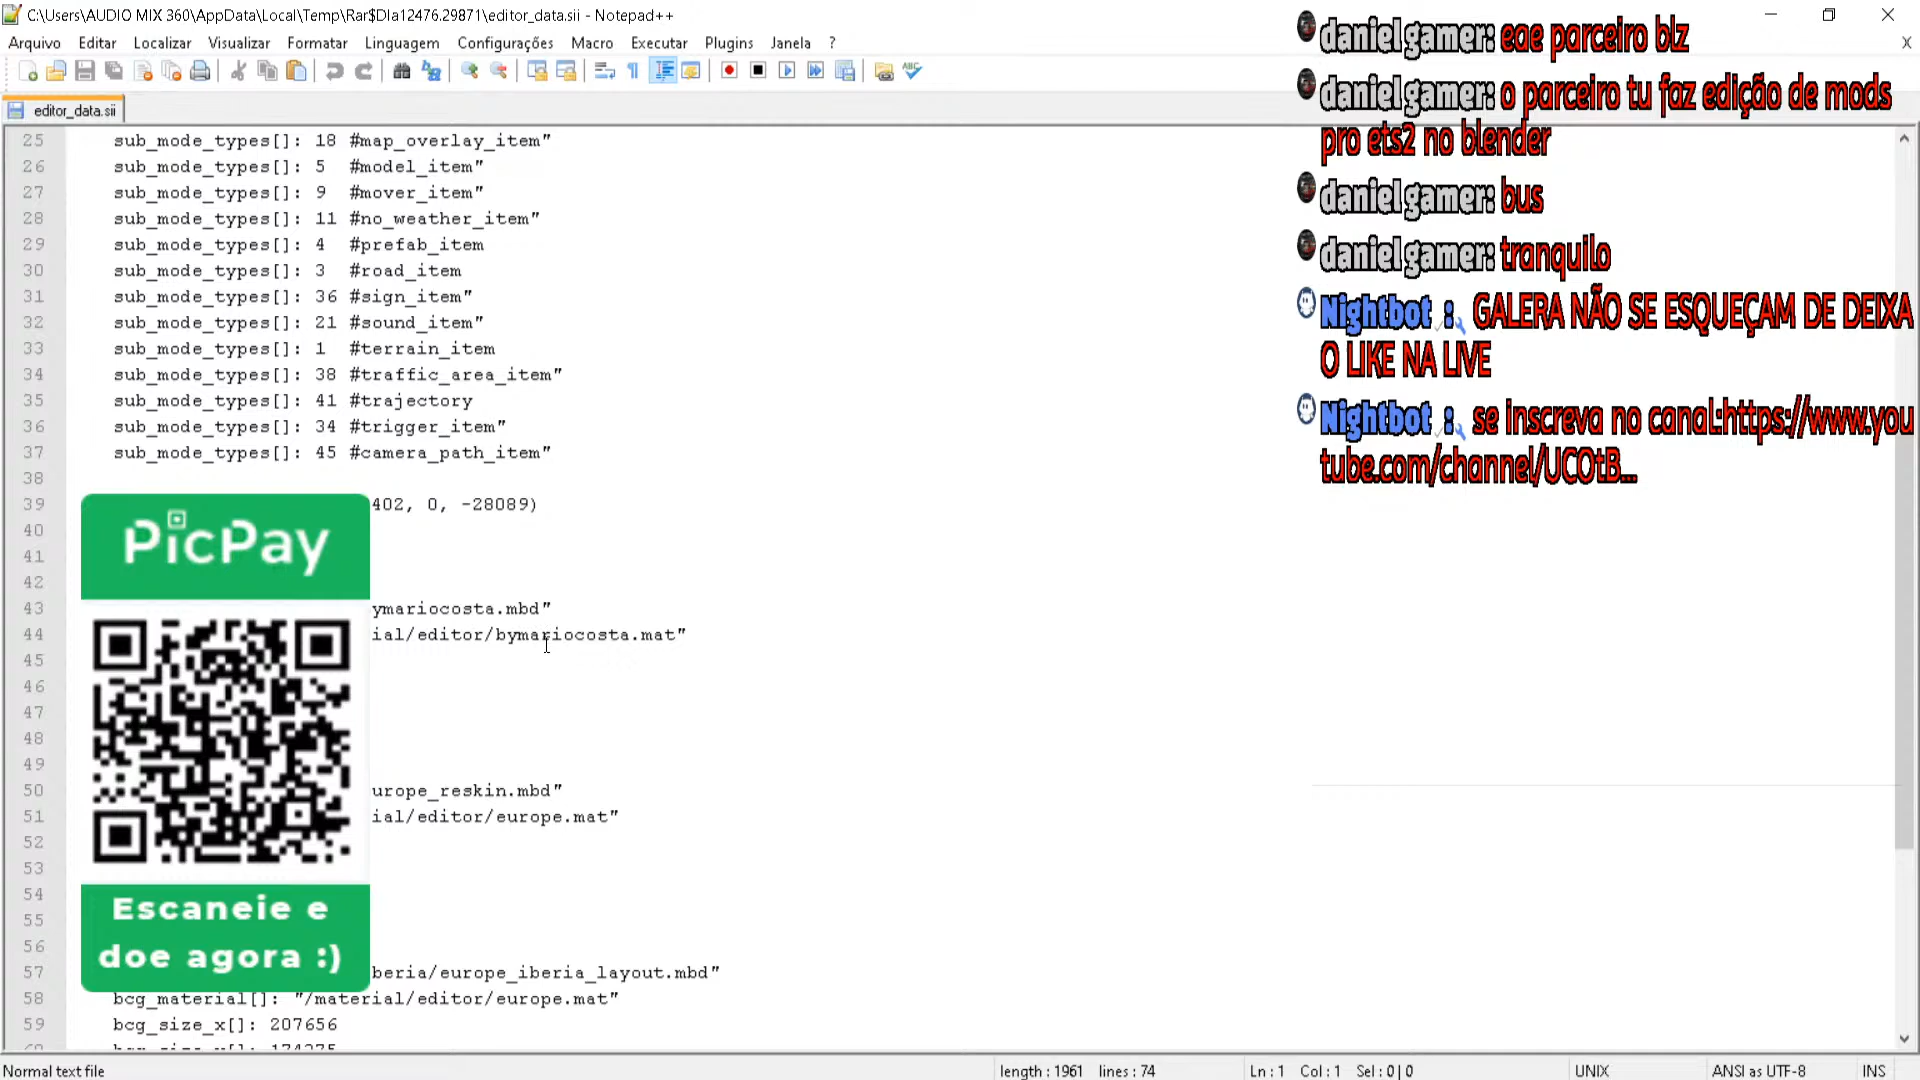 C:\Users\AUDIO MIX 360\AppData\Local\Temp\Rar$DIa12476.29871\editor_data.sii - Notepad++
Arquivo Editar Localizar Visualizar Formatar Linguagem Configurações Macro Executar Plugins Janela ?
X
editor_data.sii
25 sub_mode_types[]: 18 #map_overlay_item"
26 sub_mode_types[]: 5 #model_item"
27 sub_mode_types[]: 9 #mover_item"
28 sub_mode_types[]: 11 #no_weather_item"
29 sub_mode_types[]: 4 #prefab_item
30 sub_mode_types[]: 3 #road_item
31 sub_mode_types[]: 36 #sign_item"
32 sub_mode_types[]: 21 #sound_item"
33 sub_mode_types[]: 1 #terrain_item
34 sub_mode_types[]: 38 #traffic_area_item"
35 sub_mode_types[]: 41 #trajectory
36 sub_mode_types[]: 34 #trigger_item"
37 sub_mode_types[]: 45 #camera_path_item"
38
39 402, 0, -28089)
40
41
42
43 ymariocosta.mbd"
44 ial/editor/bymariocosta.mat"
45
46
47
48
49
50 urope_reskin.mbd"
51 ial/editor/europe.mat"
52
53
54
55
56
57 beria/europe_iberia_layout.mbd"
58 bcg_material[]: "/material/editor/europe.mat"
59 bcg_size_x[]: 207656
PicPay
Escaneie e
doe agora :)
daniel gamer: eae parceiro blz
daniel gamer: o parceiro tu faz edição de mods
pro ets2 no blender
daniel gamer: bus
daniel gamer: tranquilo
Nightbot : GALERA NÃO SE ESQUEÇAM DE DEIXA
O LIKE NA LIVE
Nightbot : se inscreva no canal:https://www.you
tube.com/channel/UCOtB...
Normal text file length : 1961 lines : 74 Ln : 1 Col : 1 Sel : 0 | 0 UNIX ANSI as UTF-8 INS